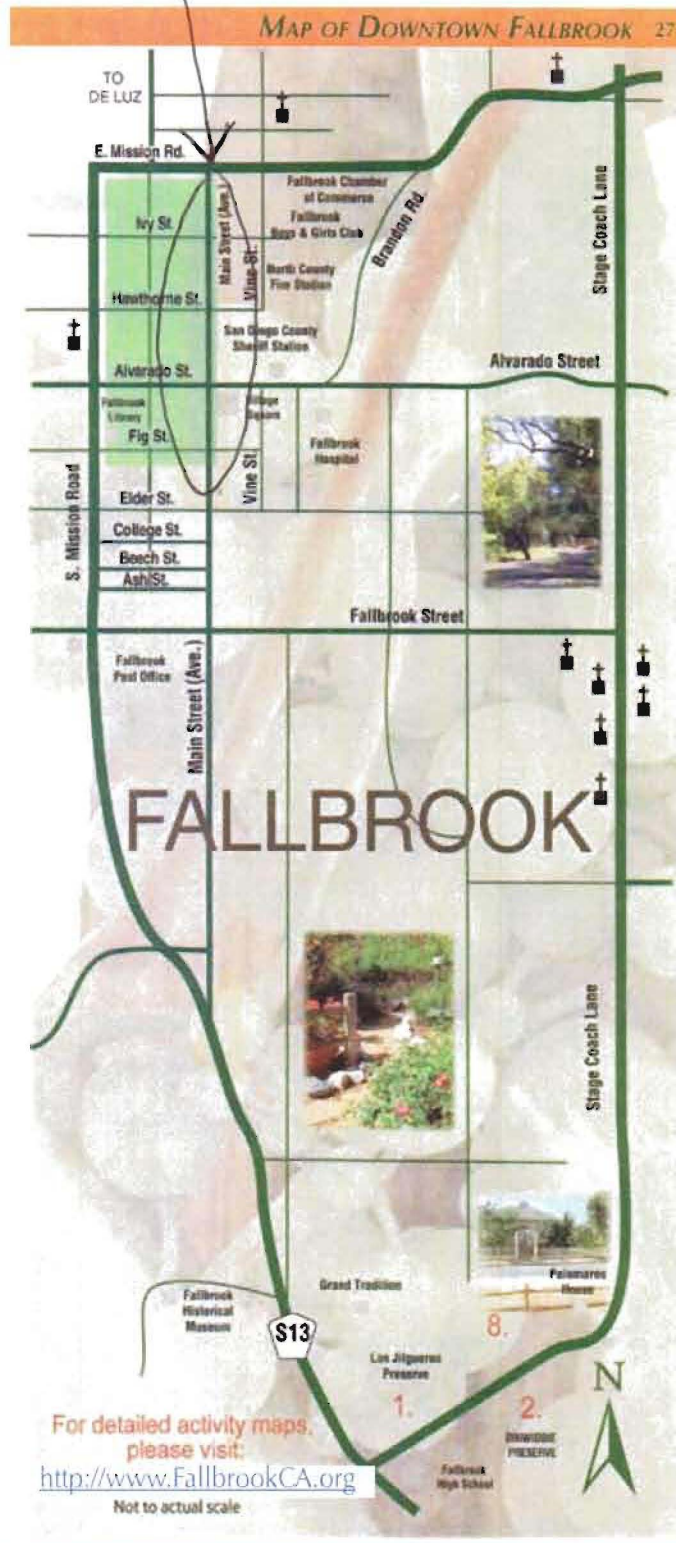 MAP OF DOWNTOWN FALLBROOK 27
TO
DE LUZ
E. Mission Rd.
Fallbrook Chamber
of Commerce
Ivy St.
Main Street (Ave.)
Fallbrook
Boys & Girls Club
Vine St.
Brandon Rd.
Stage Coach Lane
North County
Fire Station
Hawthorne St.
San Diego County
Sheriff Station
Alvarado St.
Alvarado Street
Fallbrook
Library
Village
Square
Fig St.
Fallbrook
Hospital
Vine St.
S. Mission Road
Elder St.
College St.
Beech St.
Ash St.
Fallbrook Street
Fallbrook
Post Office
Main Street (Ave.)
FALLBROOK
Stage Coach Lane
Palomares
House
Grand Tradition
Fallbrook
Historical
Museum
S13
8.
Los Jilgueros
Preserve
1.
2.
DINWIDDIE
PRESERVE
N
Fallbrook
High School
For detailed activity maps,
please visit:
http://www.FallbrookCA.org
Not to actual scale